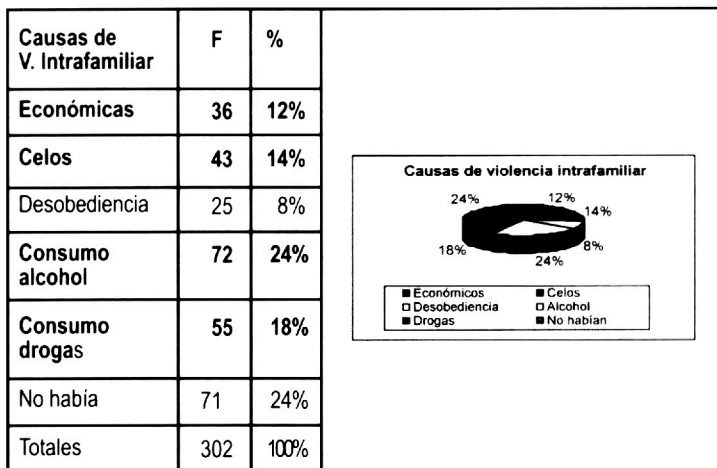 Causas de
V. Intrafamiliar
F
%
Económicas 36 12%
Celos 43 14%
Desobediencia 25 8%
Consumo
alcohol
72 24%
Consumo
drogas
55 18%
No había 71 24%
Totales 302 100%
Causas de violencia intrafamiliar
24% 12%
14%
18% 8%
24%
Económicos Celos
Desobediencia Alcohol
Drogas No habían